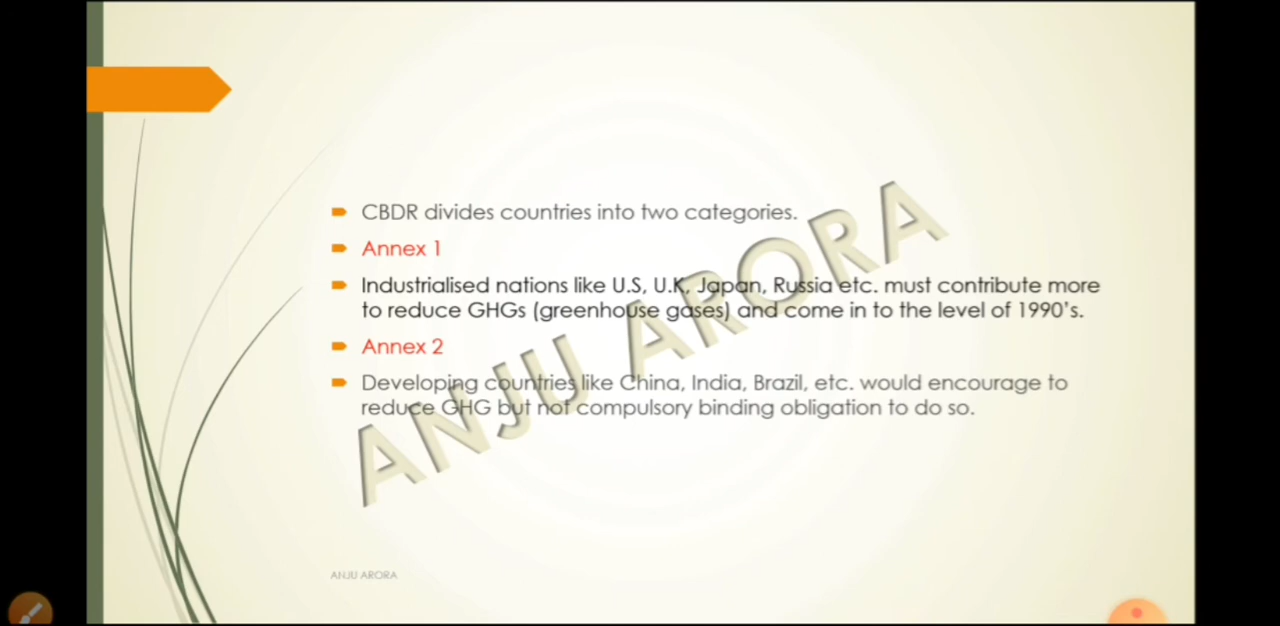 CBDR divides countries into two categories.
Annex 1
Industrialised nations like U.S, U.K, Japan, Russia etc. must contribute more
to reduce GHGs (greenhouse gases) and come in to the level of 1990's.
Annex 2
Developing countries like China, India, Brazil, etc. would encourage to
reduce GHG but not compulsory binding obligation to do so.
ANJU ARORA
ANJU ARORA